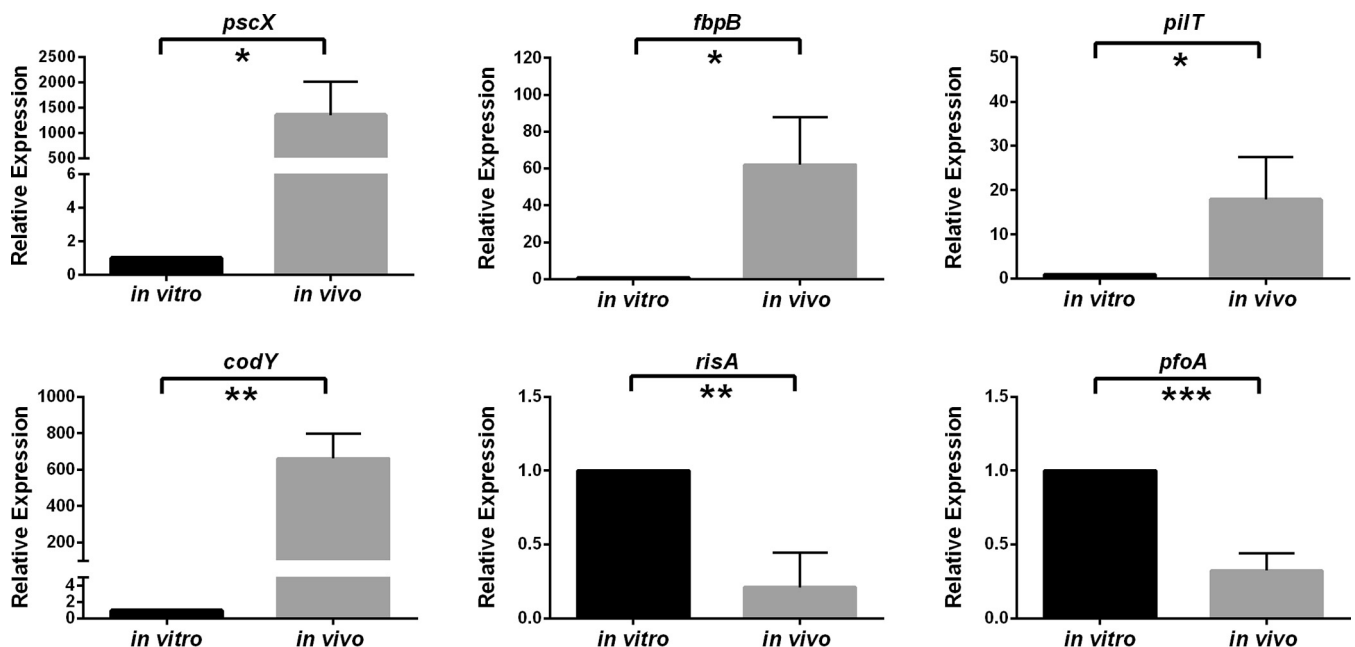 pscX
*
Relative Expression
2500
2000
1500
1000
500
6
4
2
0
in vitro
in vivo
fbpB
*
Relative Expression
120
100
80
60
40
20
0
in vitro
in vivo
pilT
*
Relative Expression
50
40
30
20
10
0
in vitro
in vivo
codY
**
Relative Expression
1000
800
600
400
200
4
2
0
in vitro
in vivo
risA
**
Relative Expression
1.5
1.0
0.5
0.0
in vitro
in vivo
pfoA
***
Relative Expression
1.5
1.0
0.5
0.0
in vitro
in vivo